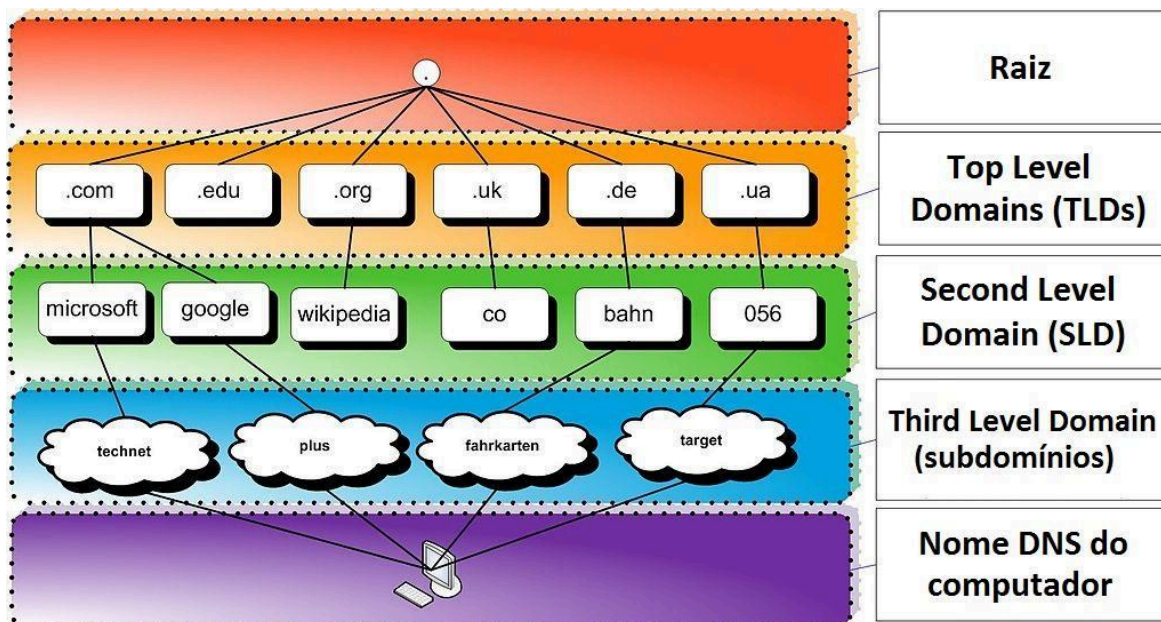 .
Raiz
.com
.edu
.org
.uk
.de
.ua
Top Level
Domains (TLDs)
microsoft
google
wikipedia
co
bahn
056
Second Level
Domain (SLD)
technet
plus
fahrkarten
target
Third Level Domain
(subdomínios)
Nome DNS do
computador